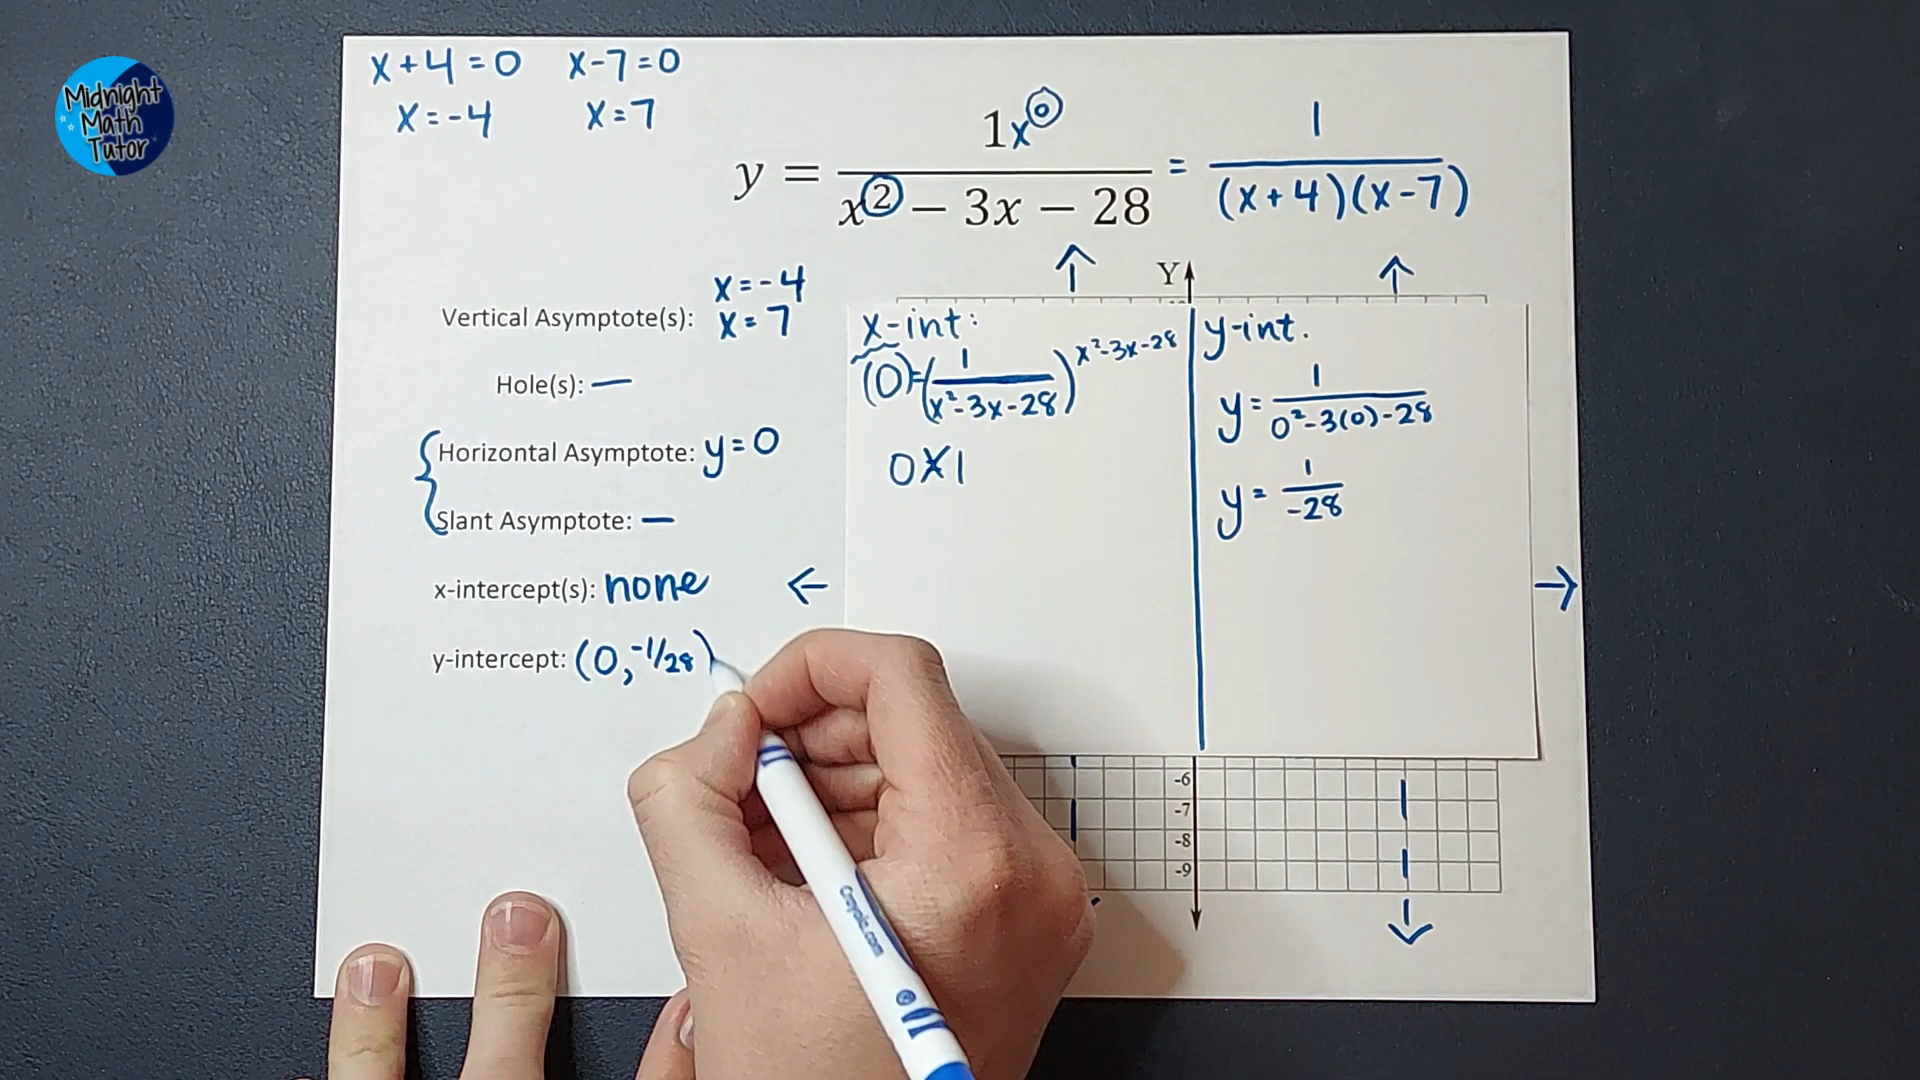 Midnight
Math
Tutor
x+4=0 x-7=0
x=-4 x=7
y = 1x⁰ / x² − 3x − 28 = 1 / (x+4)(x-7)
Vertical Asymptote(s): x=-4
x=7
Hole(s): —
Horizontal Asymptote: y=0
Slant Asymptote: —
x-intercept(s): none
y-intercept: (0,-1/28)
Y
x-int:
(0)=(1/x²-3x-28) x²-3x-28
0≠1
y-int.
y= 1/0²-3(0)-28
y= 1/-28
-6
-7
-8
-9
Crayola.com